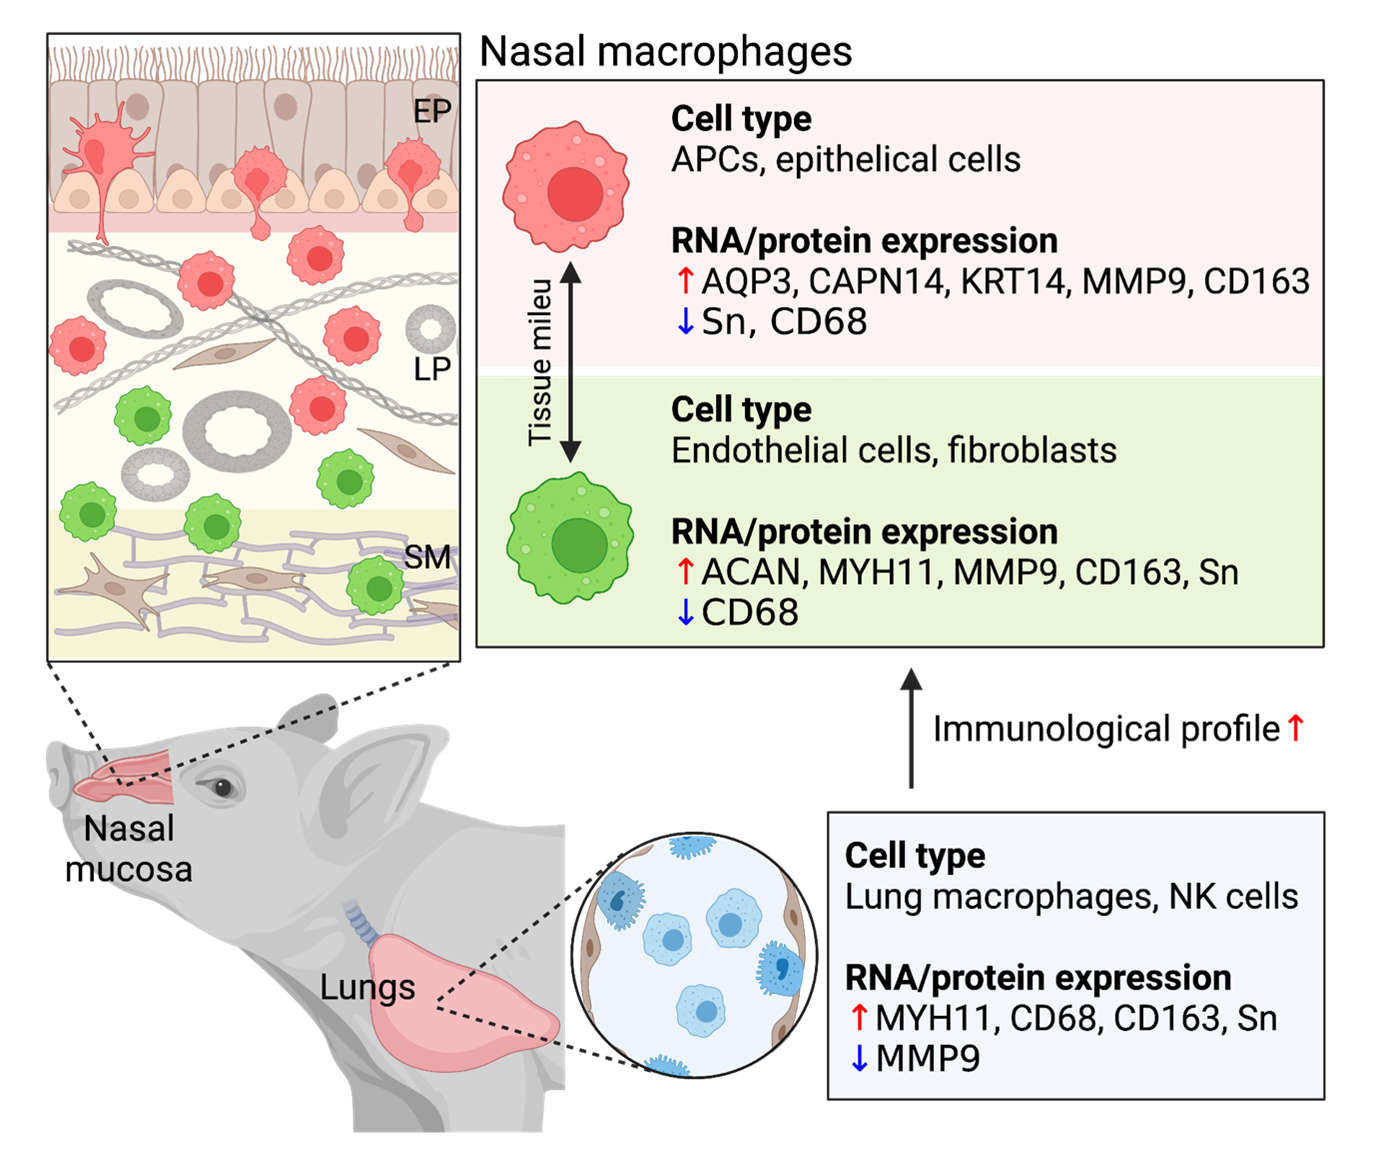 Nasal macrophages
EP
LP
SM
Cell type
APCs, epithelical cells
RNA/protein expression
↑AQP3, CAPN14, KRT14, MMP9, CD163
↓Sn, CD68
Tissue mileu
Cell type
Endothelial cells, fibroblasts
RNA/protein expression
↑ACAN, MYH11, MMP9, CD163, Sn
↓CD68
Immunological profile↑
Nasal
mucosa
Lungs
Cell type
Lung macrophages, NK cells
RNA/protein expression
↑MYH11, CD68, CD163, Sn
↓MMP9